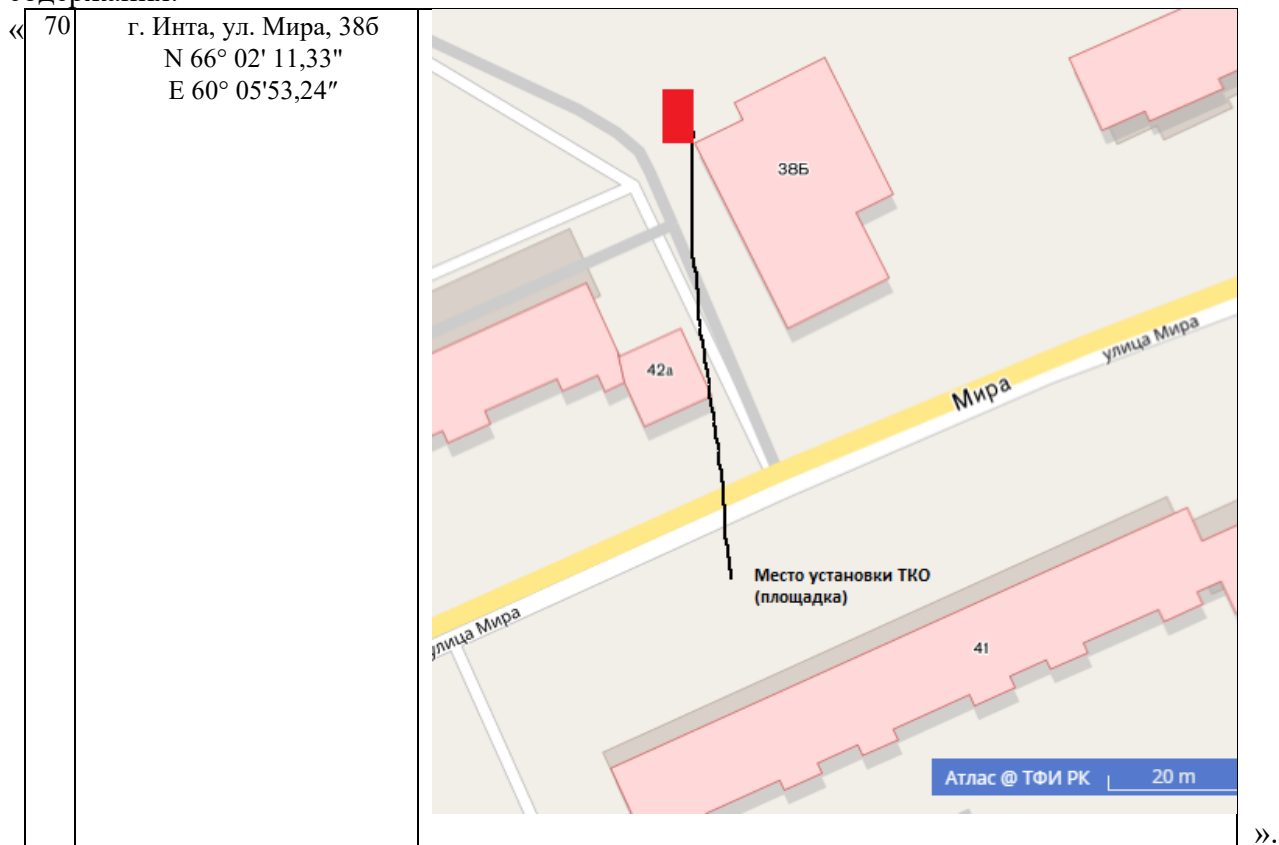 « 70 г. Инта, ул. Мира, 38б
N 66° 02' 11,33"
E 60° 05'53,24″
38Б
42а
улица Мира
Мира
Место установки ТКО
(площадка)
улица Мира
41
Атлас @ ТФИ РК 20 m
».